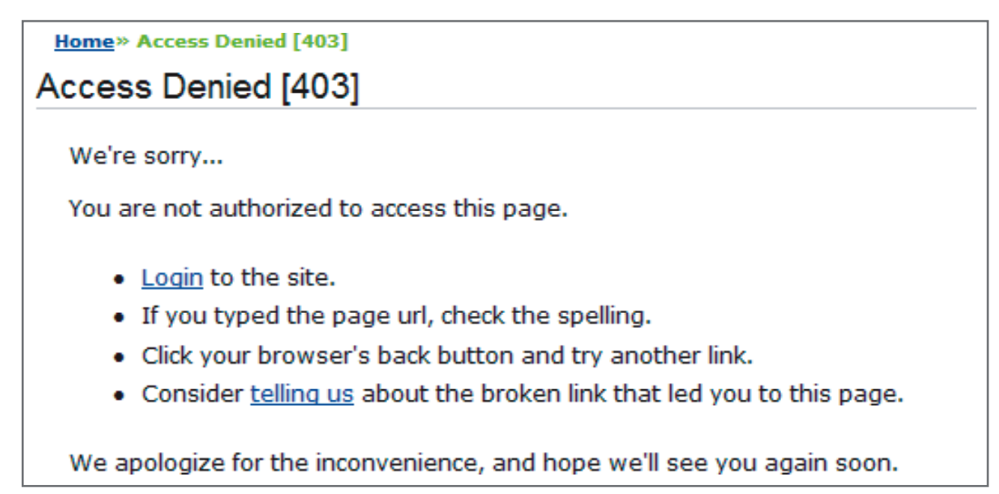 Home» Access Denied [403]
Access Denied [403]
We're sorry...
You are not authorized to access this page.
• Login to the site.
• If you typed the page url, check the spelling.
• Click your browser's back button and try another link.
• Consider telling us about the broken link that led you to this page.
We apologize for the inconvenience, and hope we'll see you again soon.